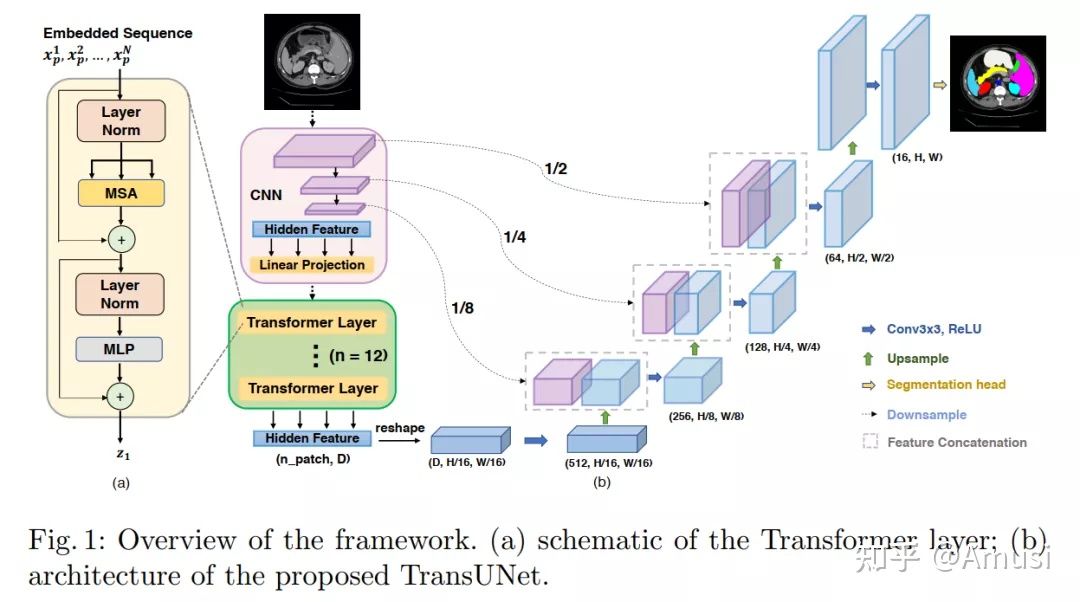 Embedded Sequence
x_p^1, x_p^2, ..., x_p^N
Layer
Norm
MSA
+
Layer
Norm
MLP
+
z_1
(a)
CNN
Hidden Feature
Linear Projection
Transformer Layer
(n = 12)
Transformer Layer
Hidden Feature
(n_patch, D)
reshape
(D, H/16, W/16)
(512, H/16, W/16)
(b)
1/2
1/4
1/8
(256, H/8, W/8)
(128, H/4, W/4)
(64, H/2, W/2)
(16, H, W)
Conv3x3, ReLU
Upsample
Segmentation head
Downsample
Feature Concatenation
Fig. 1: Overview of the framework. (a) schematic of the Transformer layer; (b)
architecture of the proposed TransUNet.
知乎 @Amusi